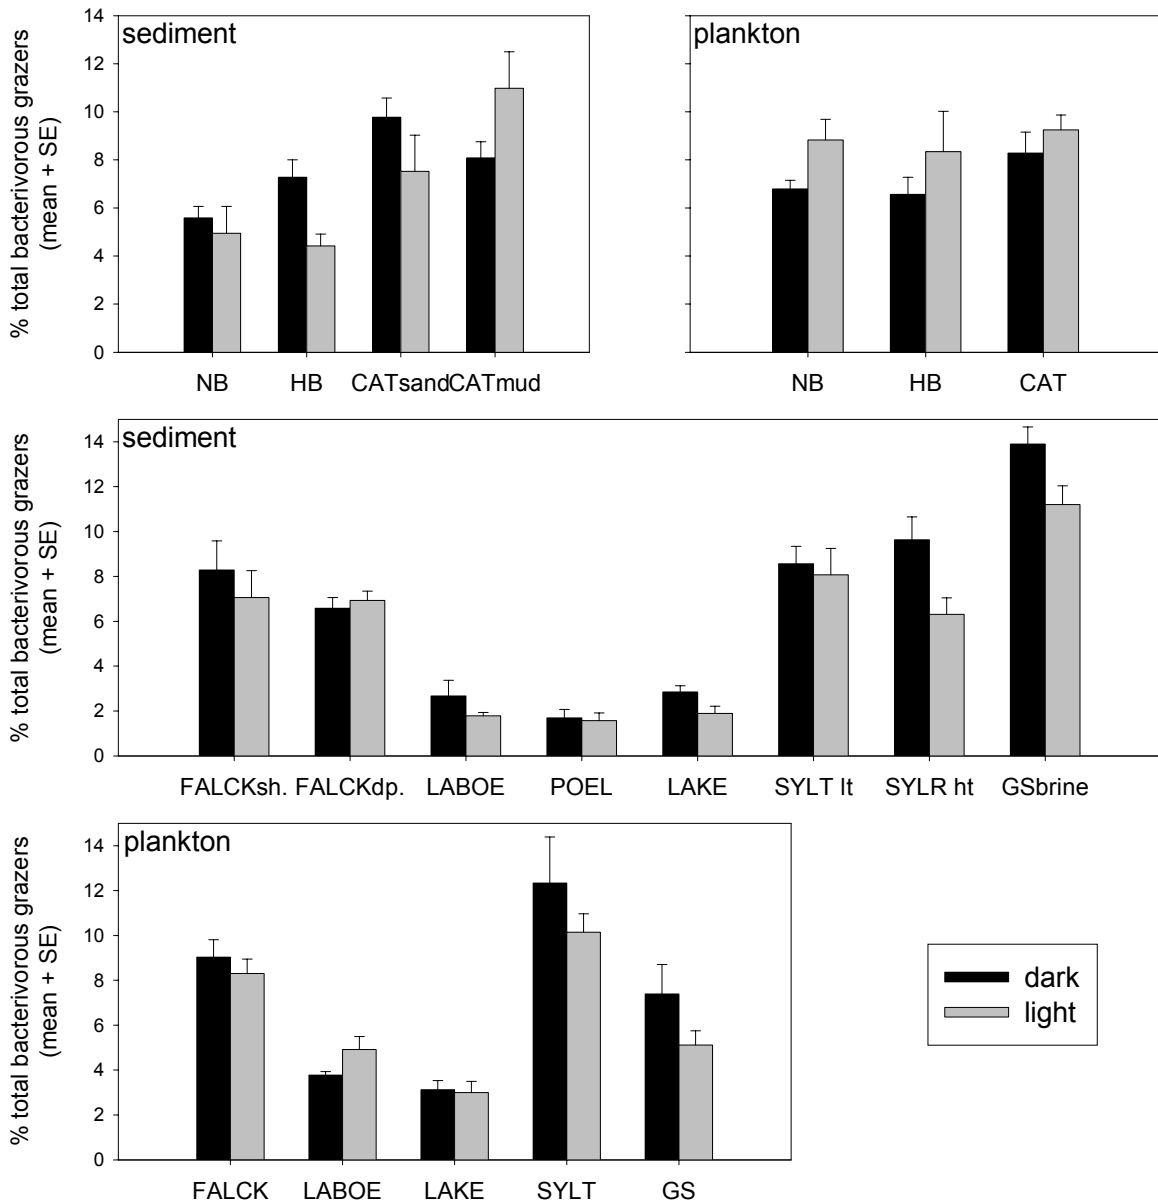 sediment
% total bacterivorous grazers
(mean + SE)
14
12
10
8
6
4
2
0
NB HB CATsand CATmud
plankton
NB HB CAT
sediment
% total bacterivorous grazers
(mean + SE)
14
12
10
8
6
4
2
0
FALCKsh. FALCKdp. LABOE POEL LAKE SYLT lt SYLR ht GSbrine
plankton
% total bacterivorous grazers
(mean + SE)
14
12
10
8
6
4
2
0
FALCK LABOE LAKE SYLT GS
dark
light